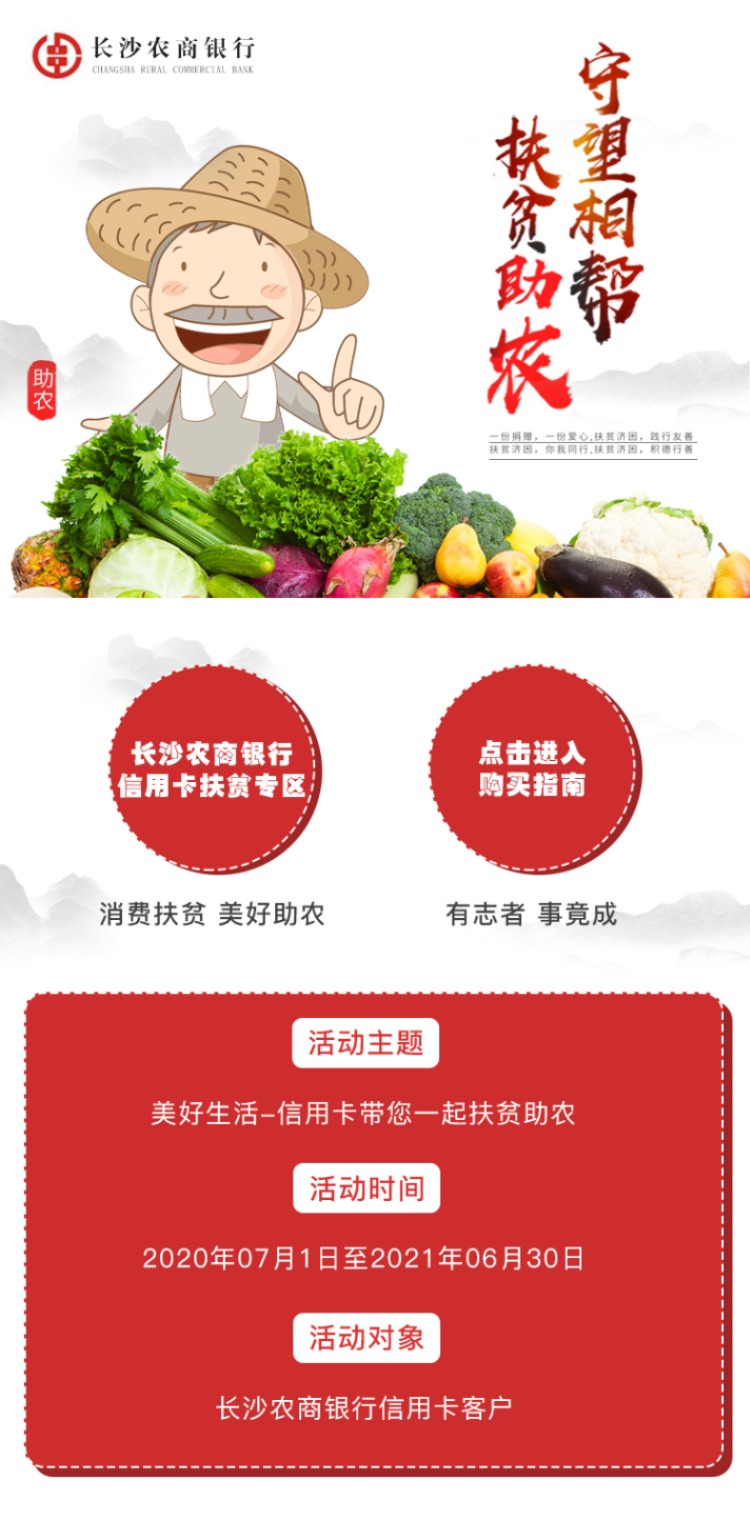 长沙农商银行
CHANGSHA RURAL COMMERCIAL BANK
守望相帮
扶贫助农
助农
一份捐赠，一份爱心,扶贫济困，践行友善
扶贫济困，你我同行,扶贫济困，积德行善
长沙农商银行
信用卡扶贫专区
点击进入
购买指南
消费扶贫 美好助农
有志者 事竟成
活动主题
美好生活–信用卡带您一起扶贫助农
活动时间
2020年07月1日至2021年06月30日
活动对象
长沙农商银行信用卡客户